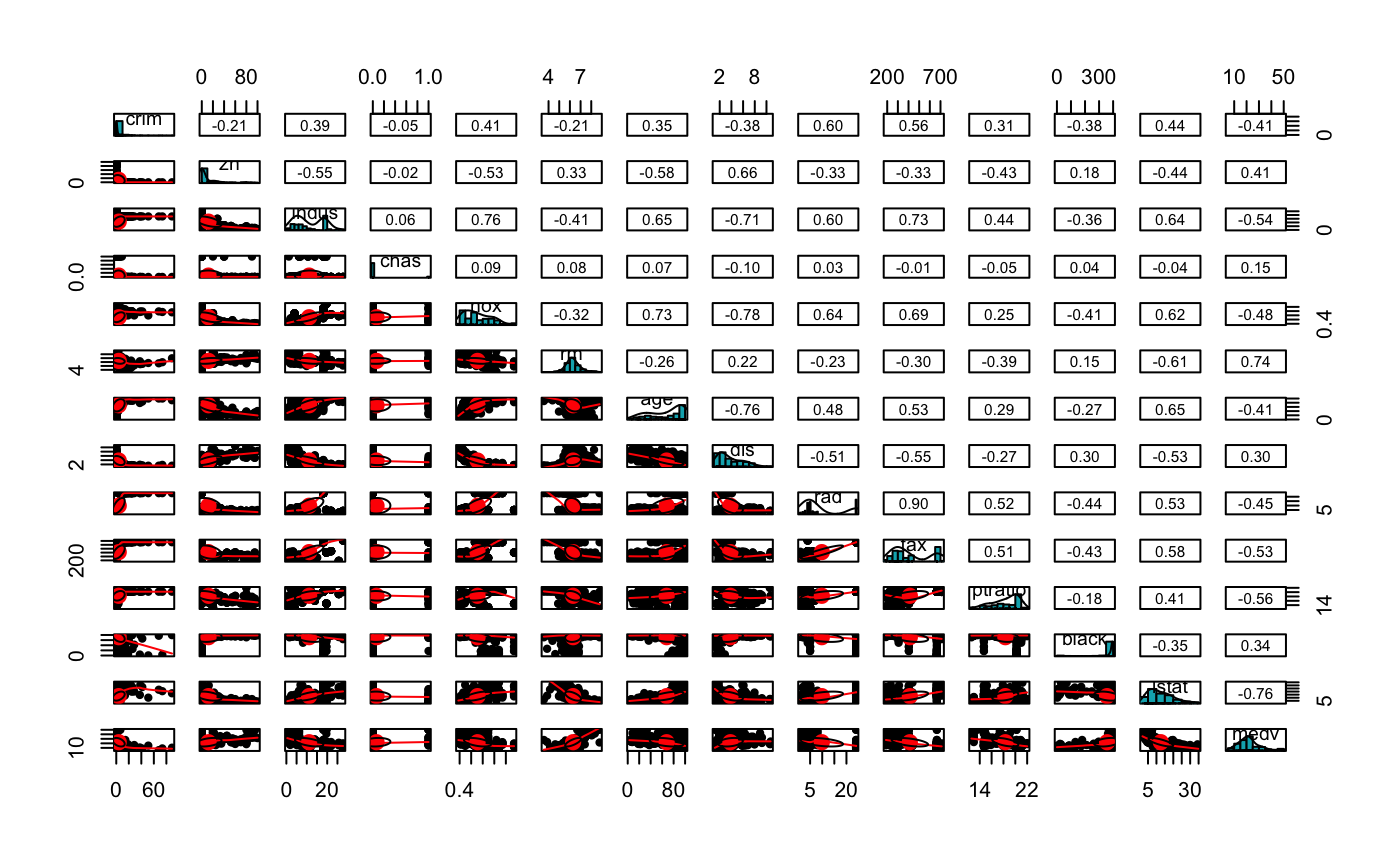 0 80 0.0 1.0 4 7 2 8 200 700 0 300 10 50
crim -0.21 0.39 -0.05 0.41 -0.21 0.35 -0.38 0.60 0.56 0.31 -0.38 0.44 -0.41 0
0 zn -0.55 -0.02 -0.53 0.33 -0.58 0.66 -0.33 -0.33 -0.43 0.18 -0.44 0.41
indus 0.06 0.76 -0.41 0.65 -0.71 0.60 0.73 0.44 -0.36 0.64 -0.54 0
0.0 chas 0.09 0.08 0.07 -0.10 0.03 -0.01 -0.05 0.04 -0.04 0.15
nox -0.32 0.73 -0.78 0.64 0.69 0.25 -0.41 0.62 -0.48 0.4
4 rm -0.26 0.22 -0.23 -0.30 -0.39 0.15 -0.61 0.74
age -0.76 0.48 0.53 0.29 -0.27 0.65 -0.41 0
2 dis -0.51 -0.55 -0.27 0.30 -0.53 0.30
rad 0.90 0.52 -0.44 0.53 -0.45 5
200 tax 0.51 -0.43 0.58 -0.53
ptratio -0.18 0.41 -0.56 14
0 black -0.35 0.34
lstat -0.76 5
10 medv
0 60 0 20 0.4 0 80 5 20 14 22 5 30